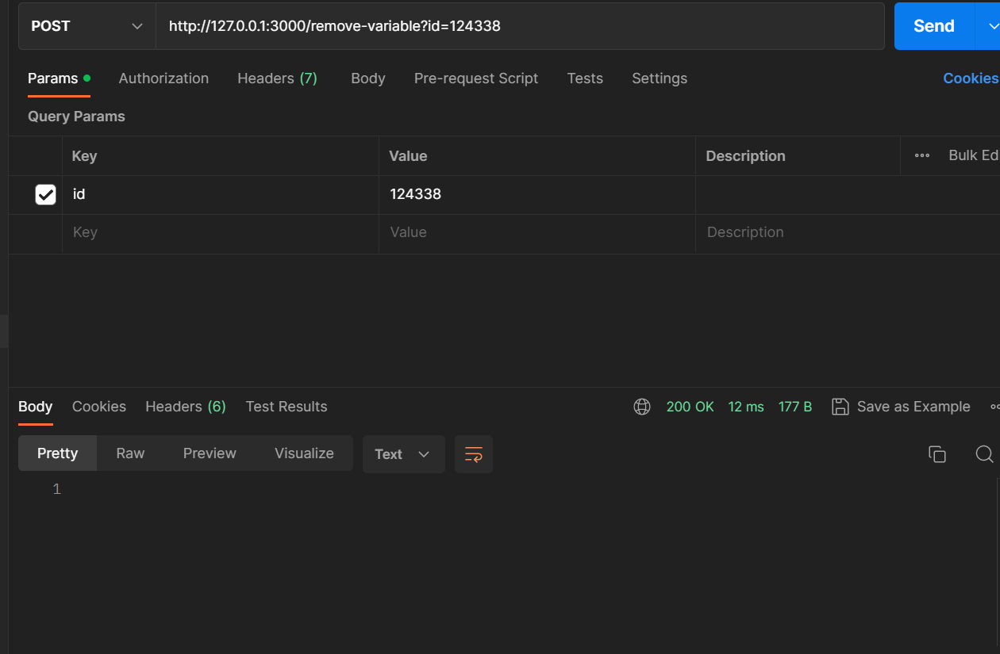 POST http://127.0.0.1:3000/remove-variable?id=124338 Send
Params Authorization Headers (7) Body Pre-request Script Tests Settings Cookies
Query Params
Key Value Description Bulk Ed
id 124338
Key Value Description
Body Cookies Headers (6) Test Results 200 OK 12 ms 177 B Save as Example
Pretty Raw Preview Visualize Text
1